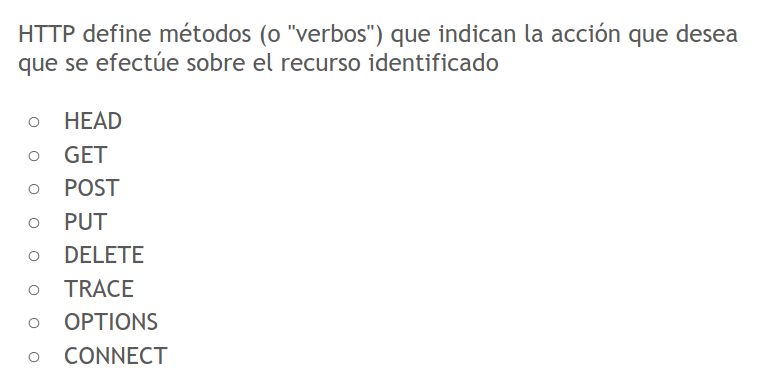 HTTP define métodos (o "verbos") que indican la acción que desea
que se efectúe sobre el recurso identificado
○ HEAD
○ GET
○ POST
○ PUT
○ DELETE
○ TRACE
○ OPTIONS
○ CONNECT